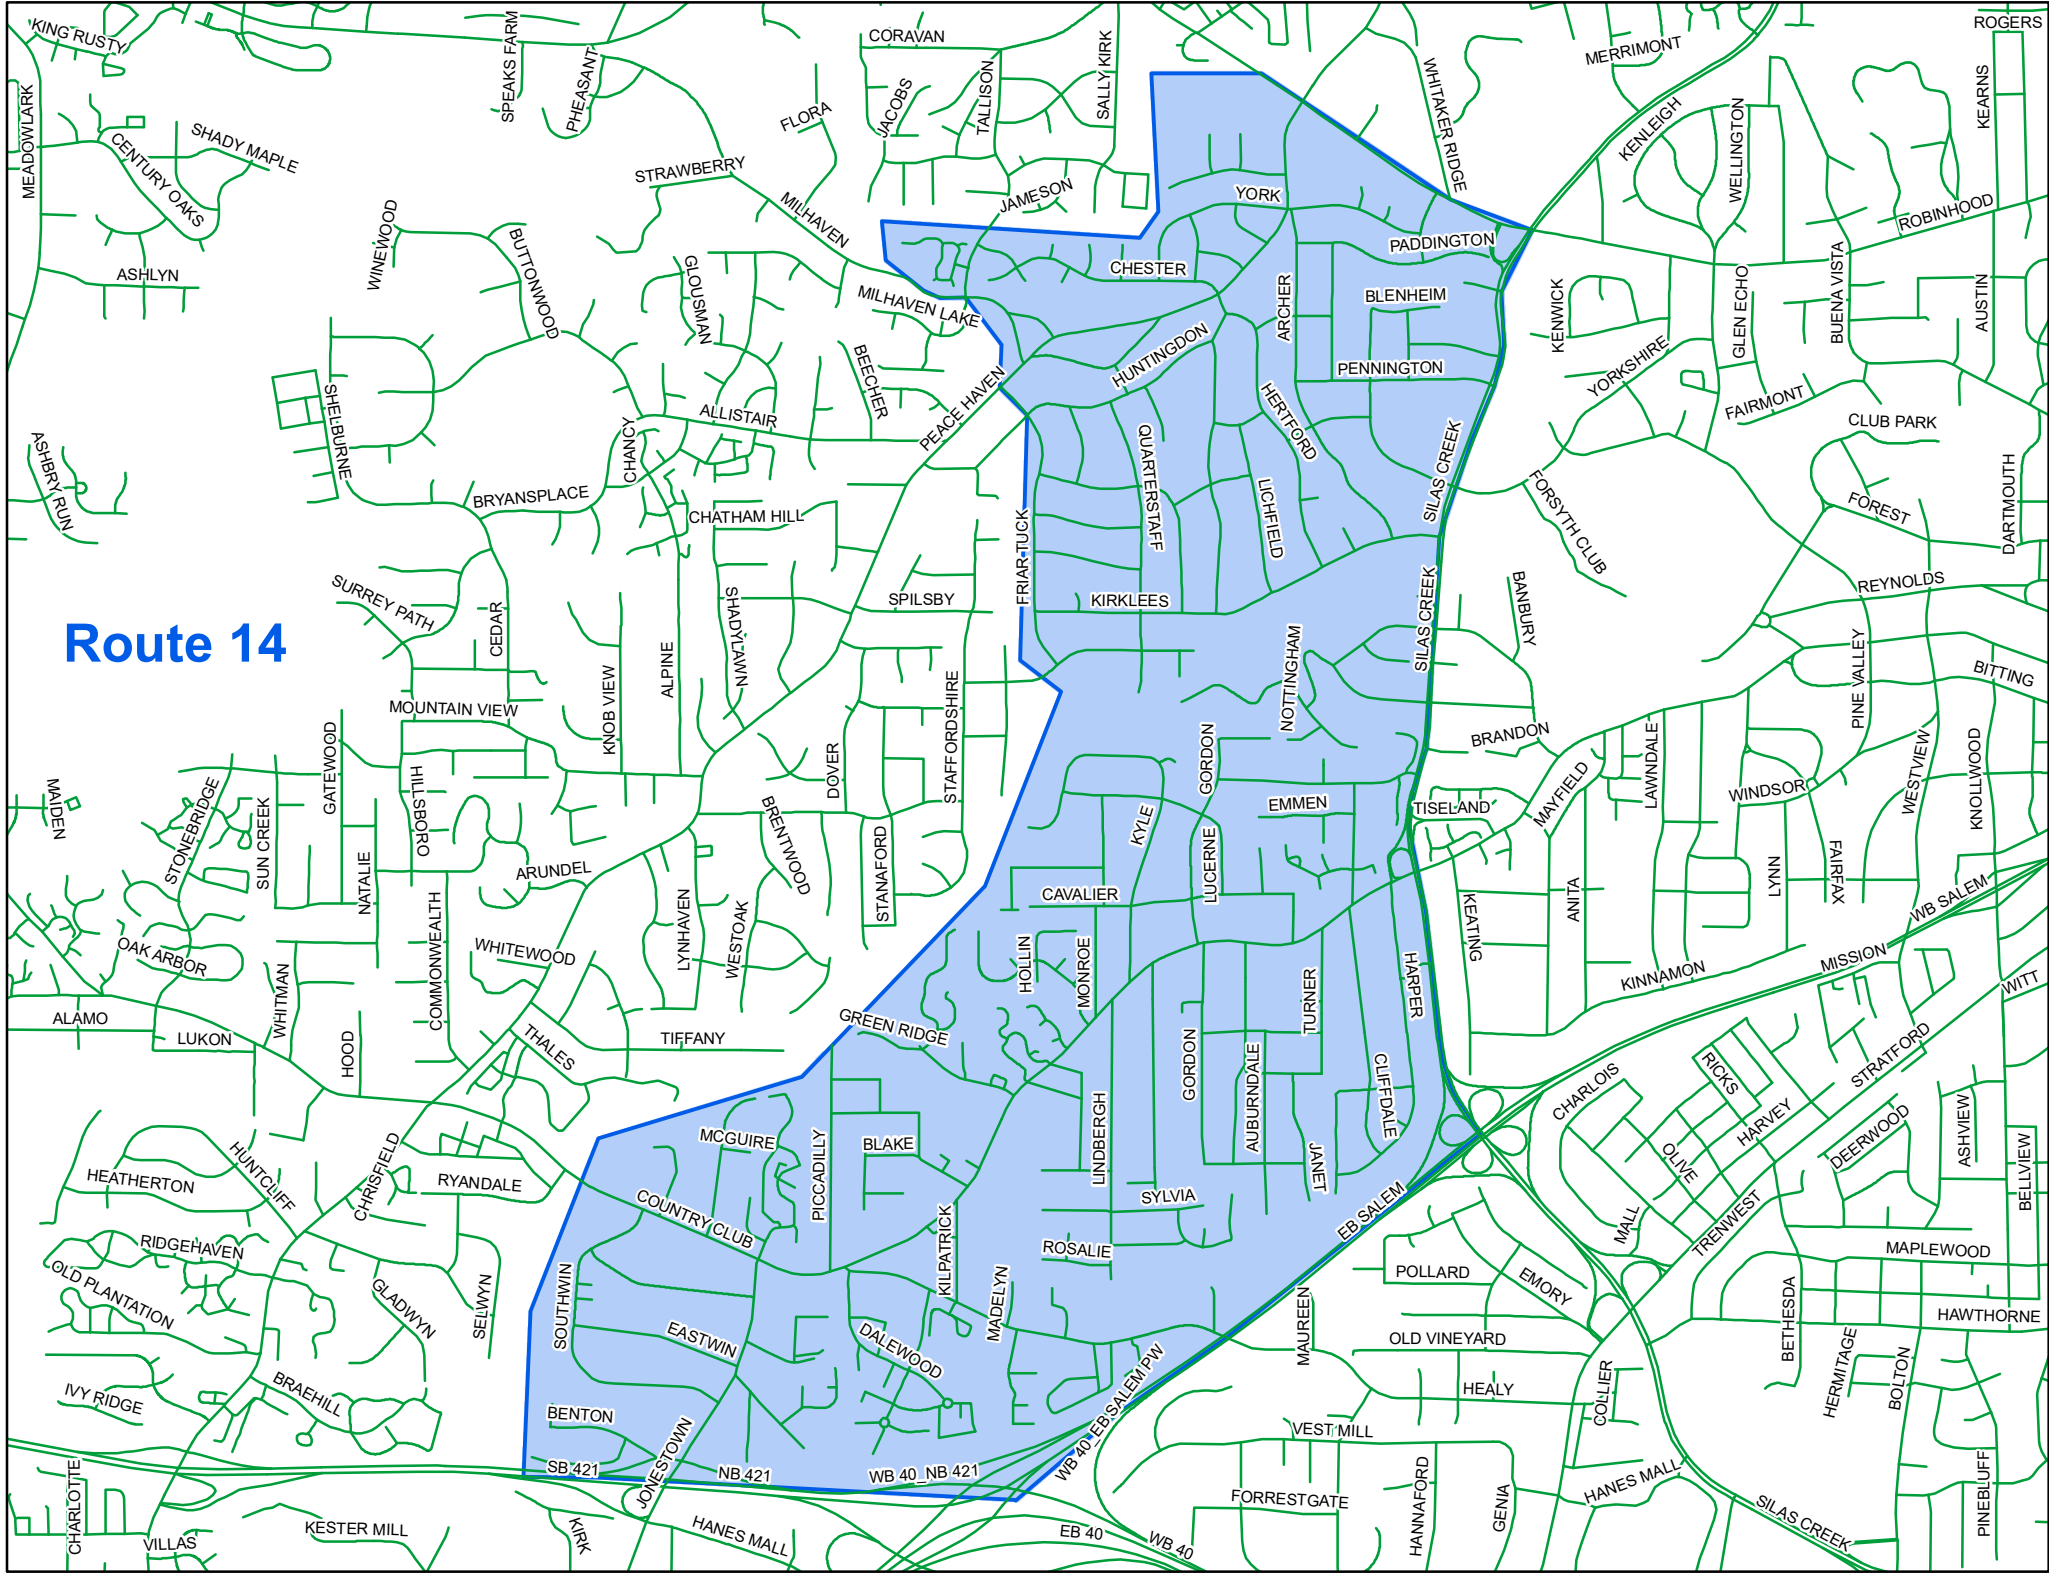 KING RUSTY
SPEAKS FARM
PHEASANT
CORAVAN
SALLY KIRK
TALLISON
JACOBS
FLORA
WHITAKER RIDGE
MERRIMONT
ROGERS
KEARNS
KENLEIGH
WELLINGTON
MEADOWLARK
CENTURY OAKS
SHADY MAPLE
STRAWBERRY
MILHAVEN
JAMESON
YORK
PADDINGTON
ROBINHOOD
ASHLYN
WINEWOOD
BUTTONWOOD
GLOUSMAN
MILHAVEN LAKE
CHESTER
ARCHER
BLENHEIM
KENWICK
GLEN ECHO
BUENA VISTA
AUSTIN
BEECHER
HUNTINGDON
PENNINGTON
YORKSHIRE
FAIRMONT
CLUB PARK
SHELBURNE
CHANCY
ALLISTAIR
PEACE HAVEN
HERTFORD
QUARTERSTAFF
LICHFIELD
SILAS CREEK
FORSYTH CLUB
FOREST
DARTMOUTH
ASHBRY RUN
BRYANSPLACE
CHATHAM HILL
FRIAR TUCK
SURREY PATH
CEDAR
SHADYLAWN
SPILSBY
KIRKLEES
SILAS CREEK
BANBURY
REYNOLDS
Route 14
KNOB VIEW
ALPINE
STAFFORDSHIRE
NOTTINGHAM
PINE VALLEY
BITTING
MOUNTAIN VIEW
GATEWOOD
HILLSBORO
DOVER
GORDON
BRANDON
LAWNDALE
WESTVIEW
KNOLLWOOD
MAIDEN
STONEBRIDGE
SUN CREEK
NATALIE
BRENTWOOD
KYLE
EMMEN
TISELAND
MAYFIELD
WINDSOR
ARUNDEL
STANAFORD
LUCERNE
CAVALIER
LYNN
FAIRFAX
WB SALEM
COMMONWEALTH
LYNHAVEN
WESTOAK
KEATING
ANITA
OAK ARBOR
WHITMAN
WHITEWOOD
HOLLIN
MONROE
TURNER
HARPER
KINNAMON
MISSION
WITT
ALAMO
LUKON
HOOD
THALES
TIFFANY
GREEN RIDGE
GORDON
AUBURNDALE
CLIFFDALE
CHARLOIS
RICKS
STRATFORD
HEATHERTON
HUNTCLIFF
CHRISFIELD
RYANDALE
MCGUIRE
PICCADILLY
BLAKE
LINDBERGH
JANET
OLIVE
HARVEY
DEERWOOD
ASHVIEW
BELLVIEW
COUNTRY CLUB
SYLVIA
EB SALEM
MALL
TRENWEST
RIDGEHAVEN
OLD PLANTATION
GLADWYN
SELWYN
SOUTHWIN
KILPATRICK
ROSALIE
MADELYN
POLLARD
EMORY
MAPLEWOOD
BETHESDA
HAWTHORNE
EASTWIN
DALEWOOD
MAUREEN
OLD VINEYARD
IVY RIDGE
BRAEHILL
BENTON
JONESTOWN
WB 40_EB SALEM PW
HEALY
COLLIER
HERMITAGE
BOLTON
VEST MILL
CHARLOTTE
SB 421
NB 421
WB 40_NB 421
HANNAFORD
GENIA
HANES MALL
PINEBLUFF
FORRESTGATE
VILLAS
KESTER MILL
KIRK
HANES MALL
EB 40
WB 40
SILAS CREEK